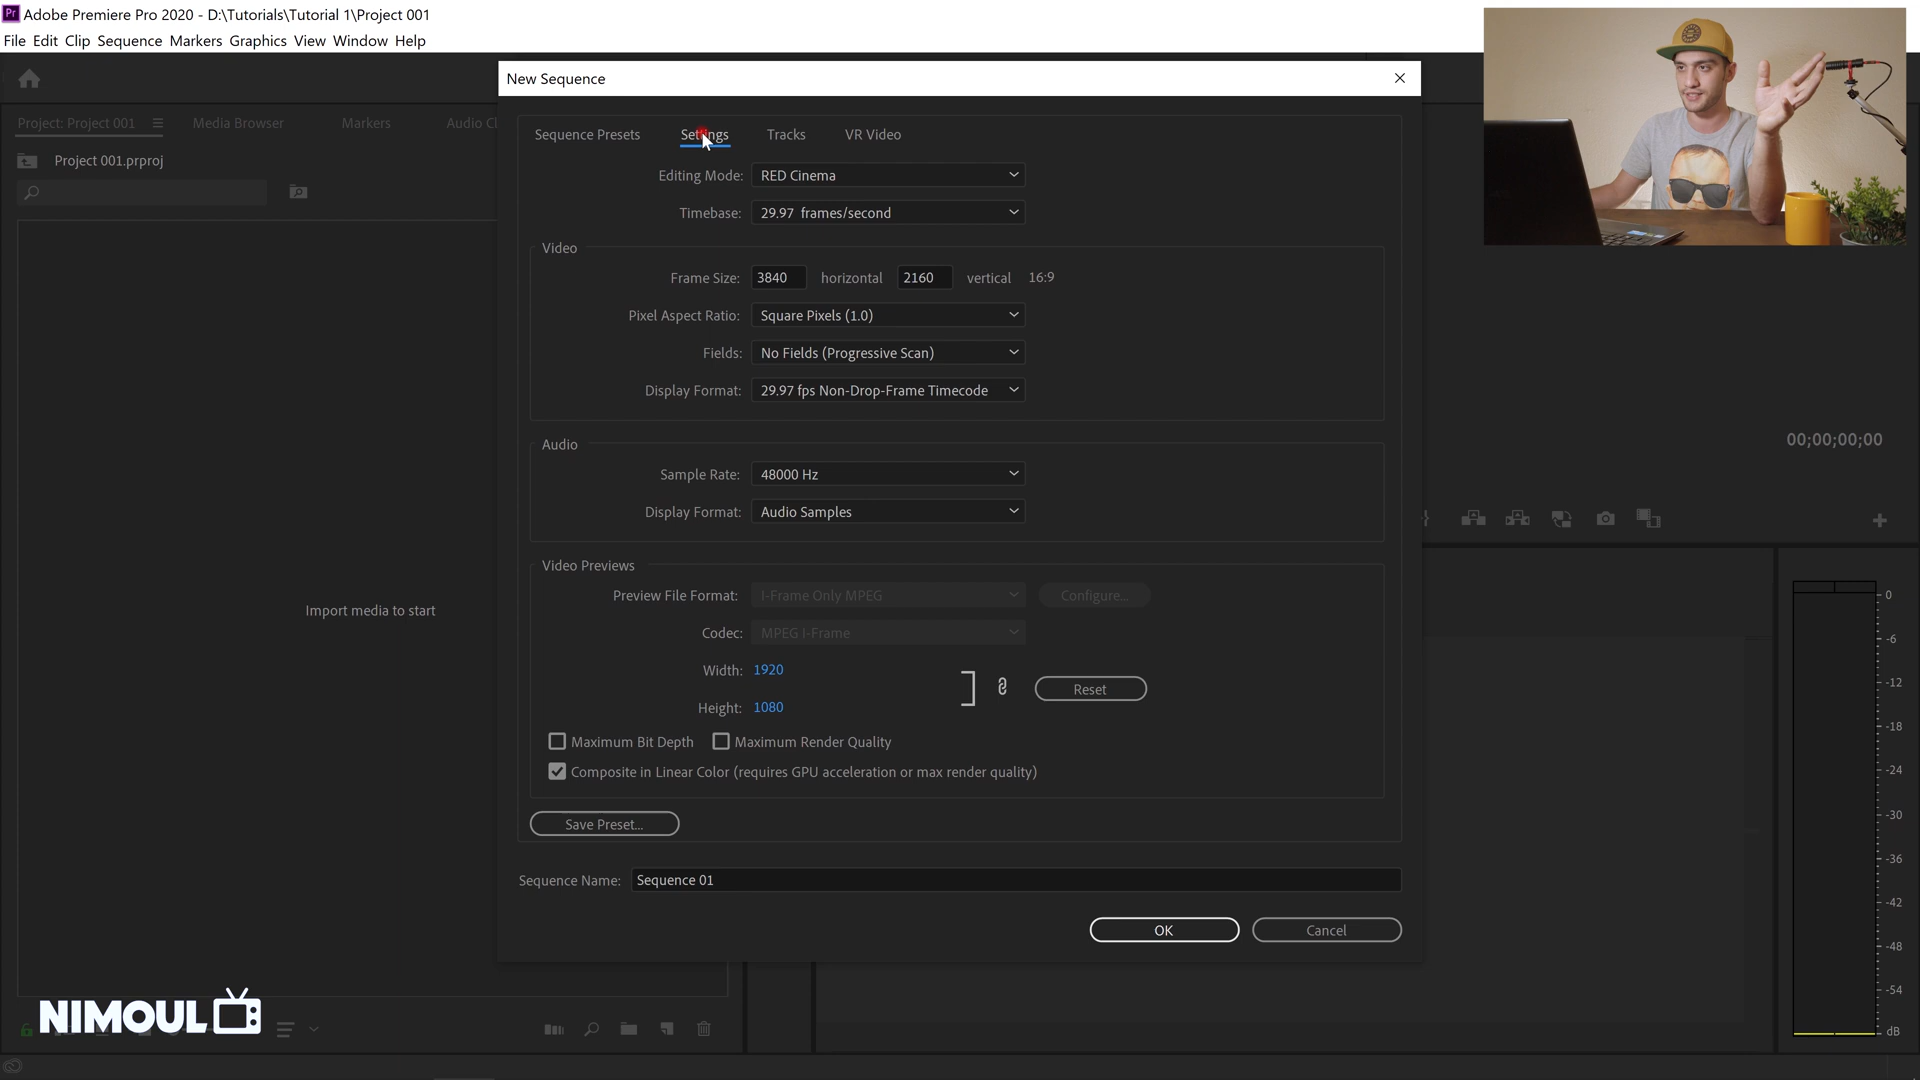 Adobe Premiere Pro 2020 - D:\Tutorials\Tutorial 1\Project 001
File Edit Clip Sequence Markers Graphics View Window Help
New Sequence
Project: Project 001
Media Browser
Markers
Audio Cl
Project 001.prproj
Import media to start
Sequence Presets
Settings
Tracks
VR Video
Editing Mode: RED Cinema
Timebase: 29.97 frames/second
Video
Frame Size: 3840 horizontal 2160 vertical 16:9
Pixel Aspect Ratio: Square Pixels (1.0)
Fields: No Fields (Progressive Scan)
Display Format: 29.97 fps Non-Drop-Frame Timecode
Audio
Sample Rate: 48000 Hz
Display Format: Audio Samples
Video Previews
Preview File Format: I-Frame Only MPEG Configure...
Codec: MPEG I-Frame
Width: 1920
Height: 1080
Reset
Maximum Bit Depth Maximum Render Quality
Composite in Linear Color (requires GPU acceleration or max render quality)
Save Preset...
Sequence Name: Sequence 01
OK
Cancel
00;00;00;00
0
-6
-12
-18
-24
-30
-36
-42
-48
-54
dB
NIMOUL